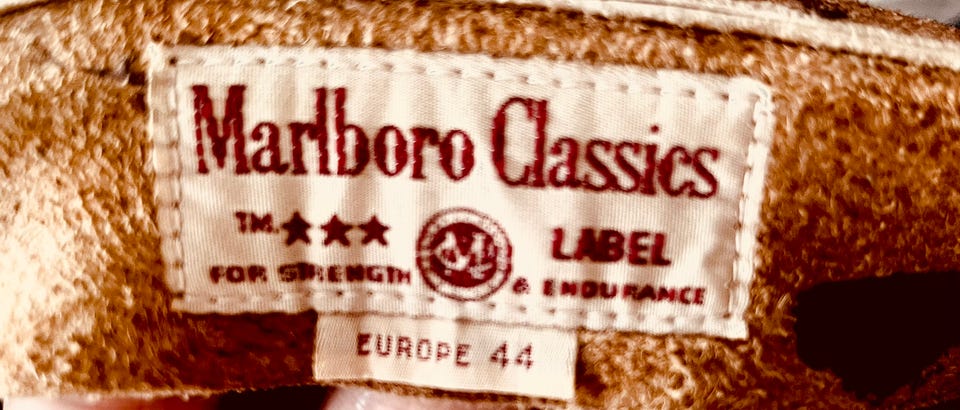 Marlboro Classics
TM. ★★★ M LABEL
FOR STRENGTH & ENDURANCE
EUROPE 44